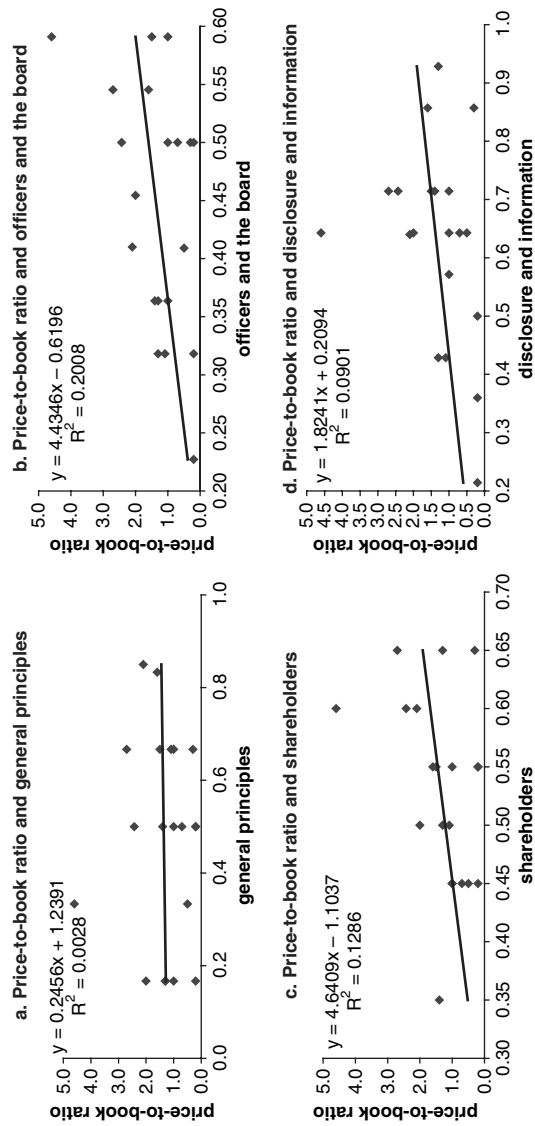 a. Price-to-book ratio and general principles
y = 0.2456x + 1.2391
R² = 0.0028
price-to-book ratio
5.0
4.0
3.0
2.0
1.0
0.0
0.0 0.2 0.4 0.6 0.8 1.0
general principles
b. Price-to-book ratio and officers and the board
y = 4.4346x – 0.6196
R² = 0.2008
price-to-book ratio
5.0
4.0
3.0
2.0
1.0
0.0
0.20 0.25 0.30 0.35 0.40 0.45 0.50 0.55 0.60
officers and the board
c. Price-to-book ratio and shareholders
y = 4.6409x – 1.1037
R² = 0.1286
price-to-book ratio
5.0
4.0
3.0
2.0
1.0
0.0
0.30 0.35 0.40 0.45 0.50 0.55 0.60 0.65 0.70
shareholders
d. Price-to-book ratio and disclosure and information
y = 1.8241x + 0.2094
R² = 0.0901
price-to-book ratio
5.0
4.5
4.0
3.5
3.0
2.5
2.0
1.5
1.0
0.5
0.0
0.2 0.3 0.4 0.5 0.6 0.7 0.8 0.9 1.0
disclosure and information